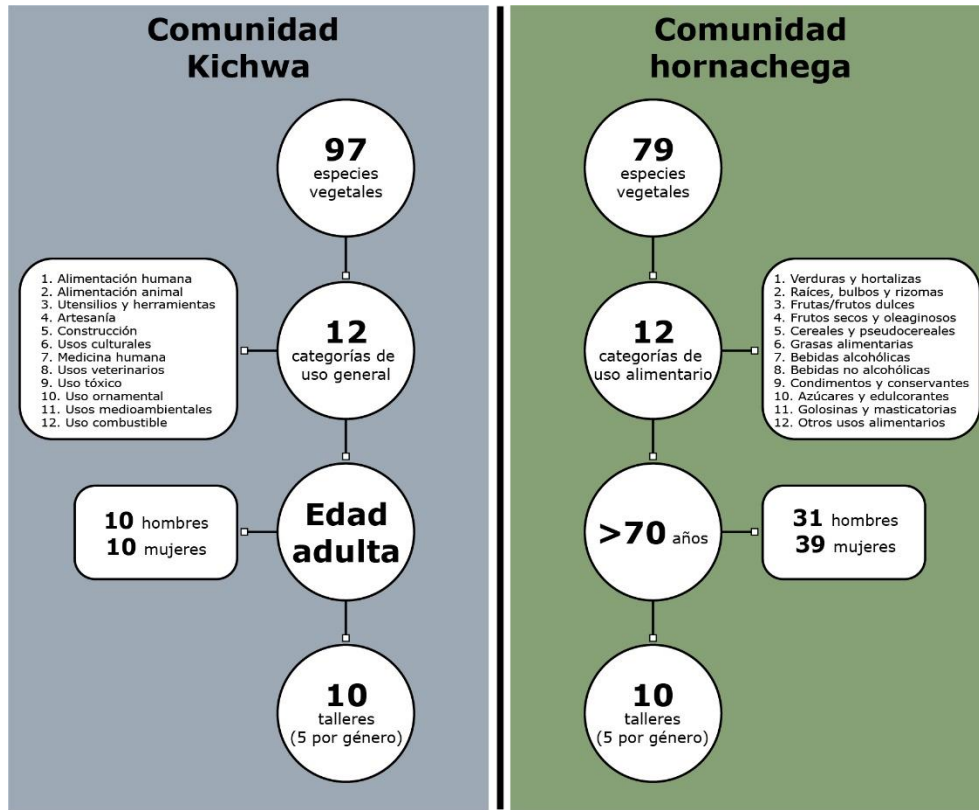 Comunidad
Kichwa
97
especies
vegetales
1. Alimentación humana
2. Alimentación animal
3. Utensilios y herramientas
4. Artesanía
5. Construcción
6. Usos culturales
7. Medicina humana
8. Usos veterinarios
9. Uso tóxico
10. Uso ornamental
11. Usos medioambientales
12. Uso combustible
12
categorías de
uso general
10 hombres
10 mujeres
Edad
adulta
10
talleres
(5 por género)
Comunidad
hornachega
79
especies
vegetales
12
categorías de
uso alimentario
1. Verduras y hortalizas
2. Raíces, bulbos y rizomas
3. Frutas/frutos dulces
4. Frutos secos y oleaginosos
5. Cereales y pseudocereales
6. Grasas alimentarias
7. Bebidas alcohólicas
8. Bebidas no alcohólicas
9. Condimentos y conservantes
10. Azúcares y edulcorantes
11. Golosinas y masticatorias
12. Otros usos alimentarios
>70 años
31 hombres
39 mujeres
10
talleres
(5 por género)